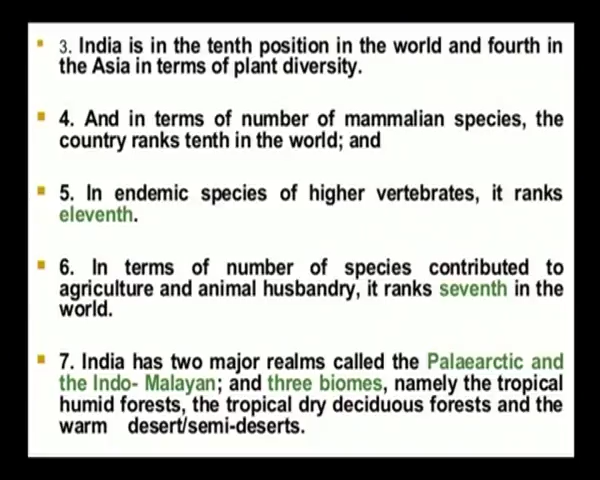 3. India is in the tenth position in the world and fourth in
the Asia in terms of plant diversity.
4. And in terms of number of mammalian species, the
country ranks tenth in the world; and
5. In endemic species of higher vertebrates, it ranks
eleventh.
6. In terms of number of species contributed to
agriculture and animal husbandry, it ranks seventh in the
world.
7. India has two major realms called the Palaearctic and
the Indo- Malayan; and three biomes, namely the tropical
humid forests, the tropical dry deciduous forests and the
warm desert/semi-deserts.